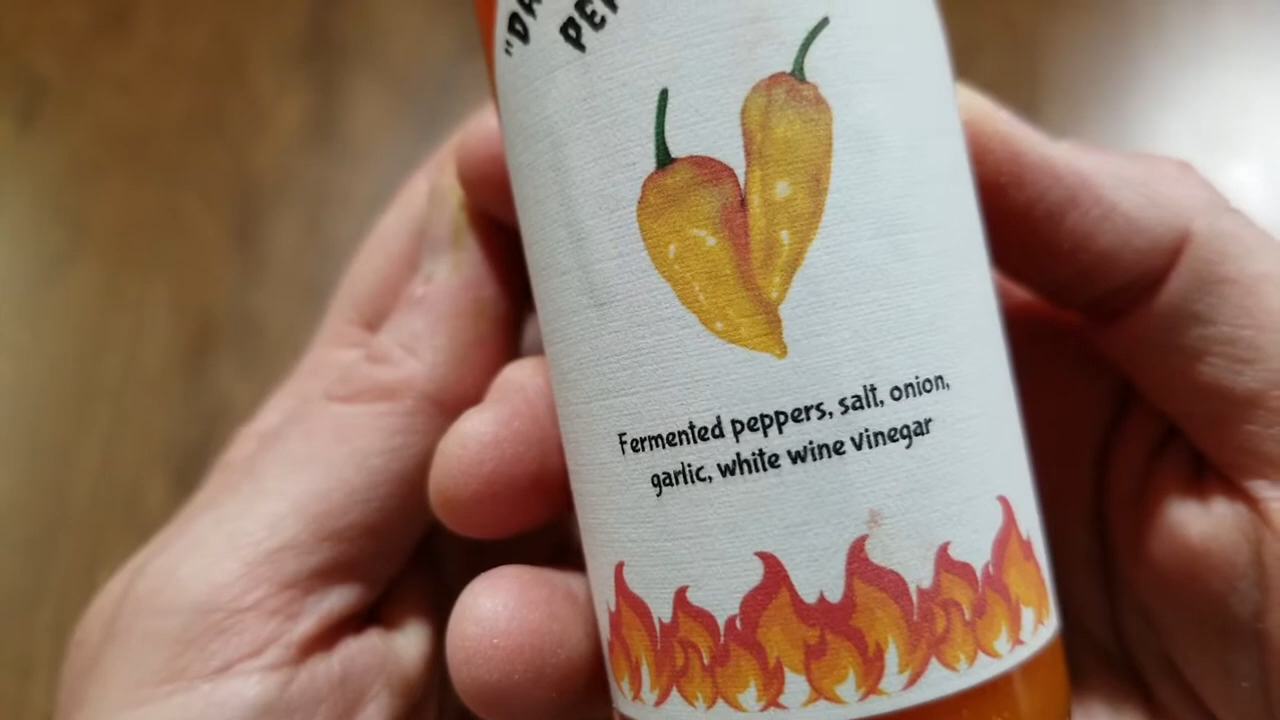 Fermented peppers, salt, onion,
garlic, white wine vinegar